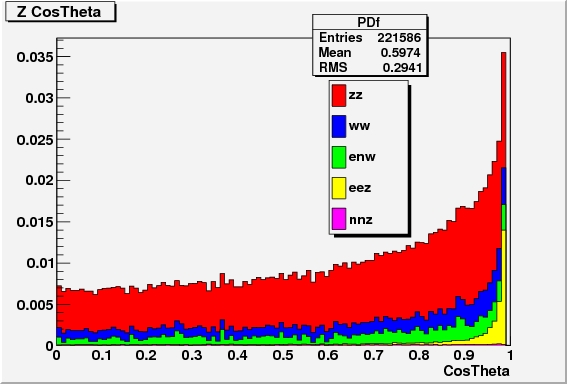 Z CosTheta
PDf
Entries 221586
Mean 0.5974
RMS 0.2941
zz
ww
enw
eez
nnz
0.035
0.03
0.025
0.02
0.015
0.01
0.005
0
0 0.1 0.2 0.3 0.4 0.5 0.6 0.7 0.8 0.9 1
CosTheta